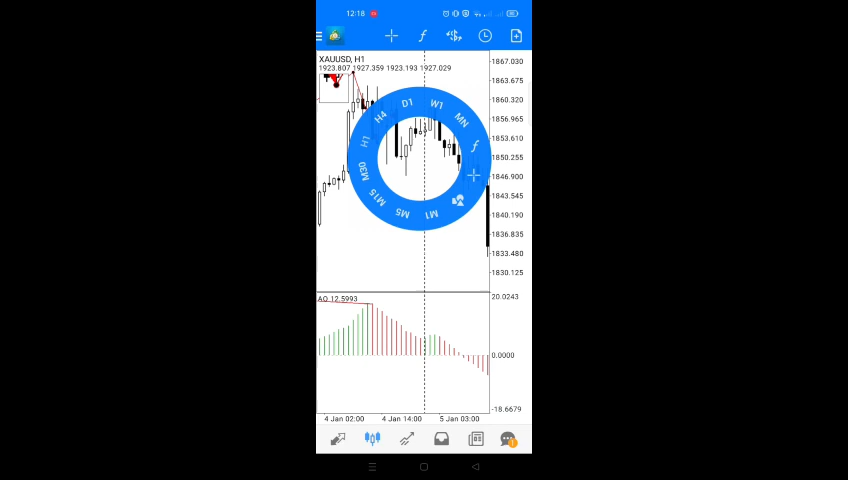 12:18
XAUUSD, H1
1923.807 1927.359 1923.193 1927.029
1867.030
1863.675
1860.320
1856.965
1853.610
1850.255
1846.900
1843.545
1840.190
1836.835
1833.480
1830.125
M1
M5
M15
M30
H1
H4
D1
W1
MN
f
AO 12.5993
20.0243
0.0000
-18.6679
4 Jan 02:00 4 Jan 14:00 5 Jan 03:00